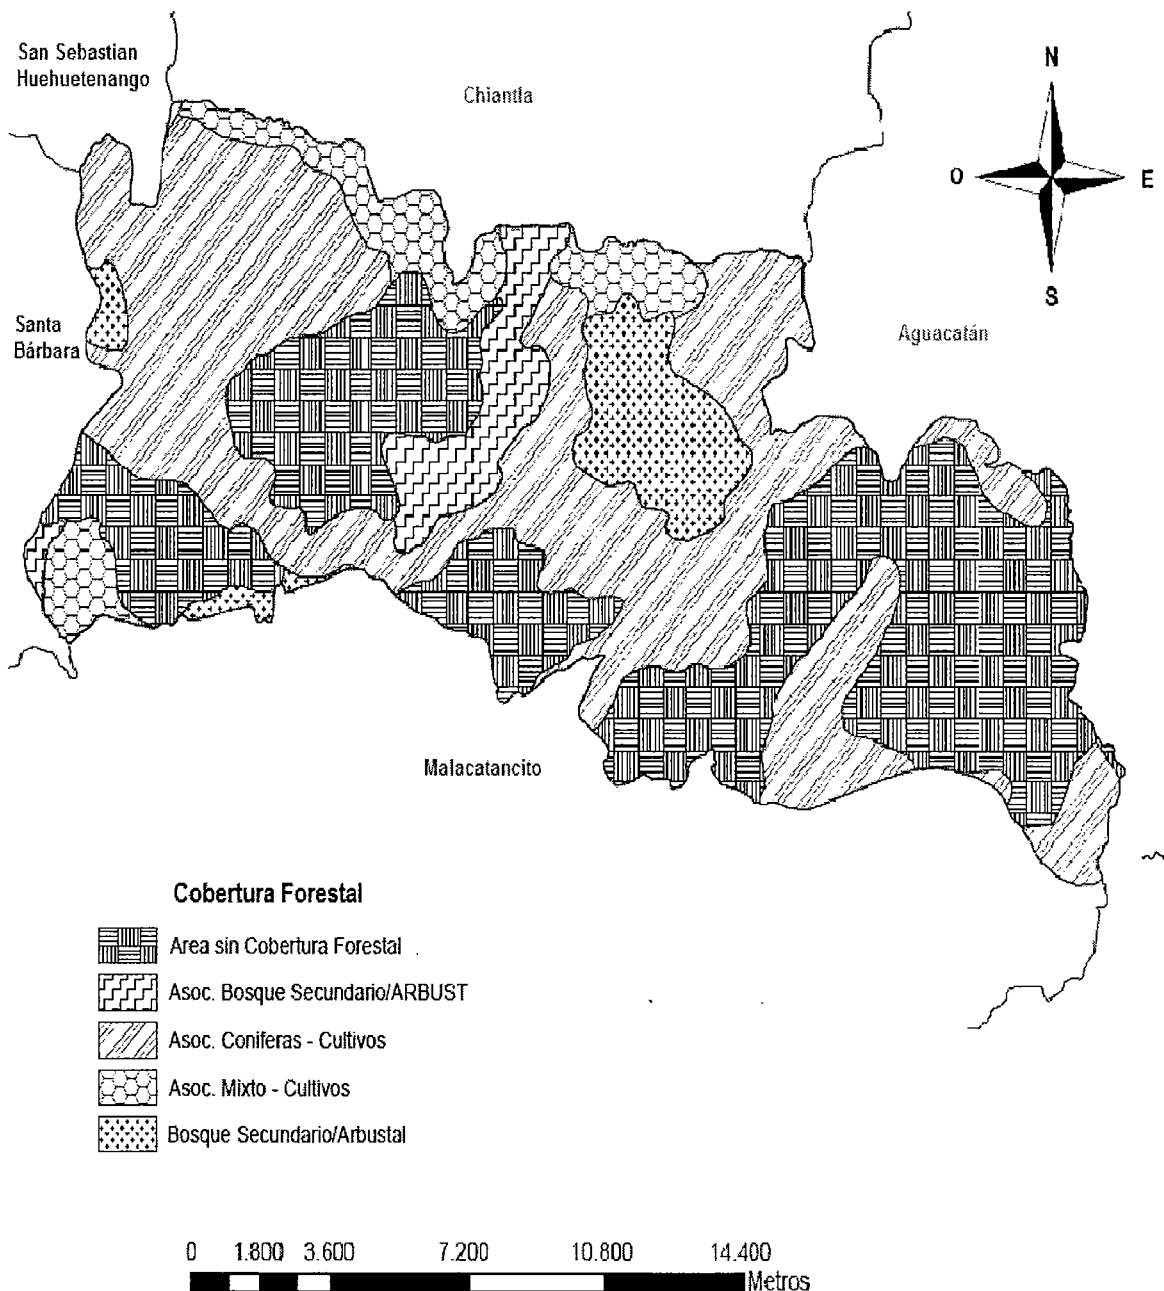 San Sebastian
Huehuetenango
Chiantla
N
O
E
S
Santa
Bárbara
Aguacatán
Malacatancito
Cobertura Forestal
Area sin Cobertura Forestal
Asoc. Bosque Secundario/ARBUST
Asoc. Coniferas - Cultivos
Asoc. Mixto - Cultivos
Bosque Secundario/Arbustal
0 1.800 3.600 7.200 10.800 14.400
Metros